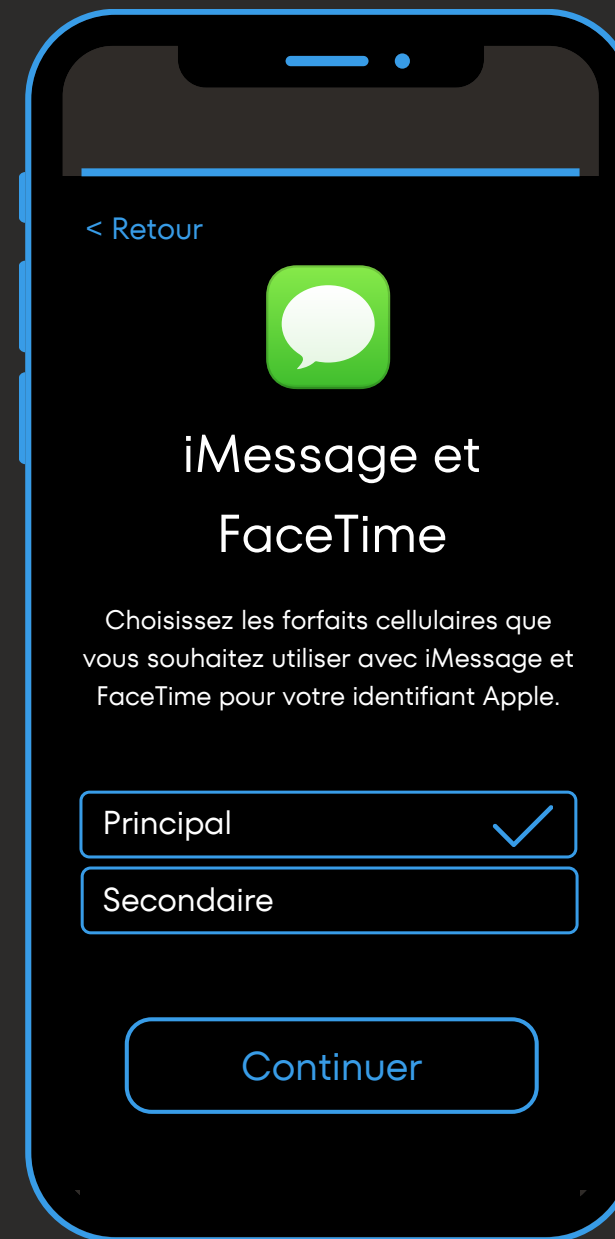 < Retour
iMessage et
FaceTime
Choisissez les forfaits cellulaires que
vous souhaitez utiliser avec iMessage et
FaceTime pour votre identifiant Apple.
Principal
Secondaire
Continuer